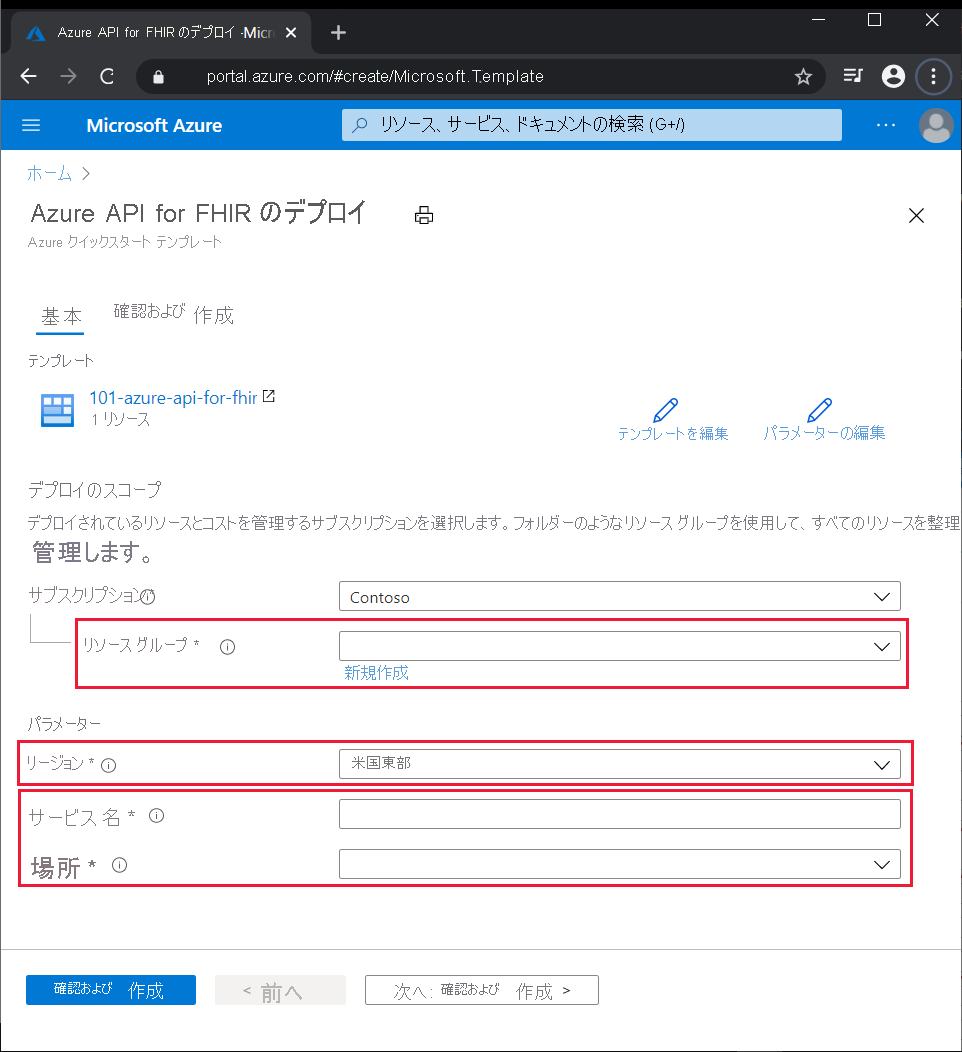 Azure API for FHIR のデプロイ - Micr
portal.azure.com/#create/Microsoft.Template
Microsoft Azure
リソース、サービス、ドキュメントの検索 (G+/)
ホーム >
Azure API for FHIR のデプロイ
Azure クイックスタート テンプレート
基本 確認および 作成
テンプレート
101-azure-api-for-fhir
1 リソース
テンプレートを編集 パラメーターの編集
デプロイのスコープ
デプロイされているリソースとコストを管理するサブスクリプションを選択します。フォルダーのようなリソース グループを使用して、すべてのリソースを整理
管理します。
サブスクリプション Contoso
リソース グループ *
新規作成
パラメーター
リージョン * 米国東部
サービス 名 *
場所 *
確認および 作成 < 前へ 次へ: 確認および 作成 >